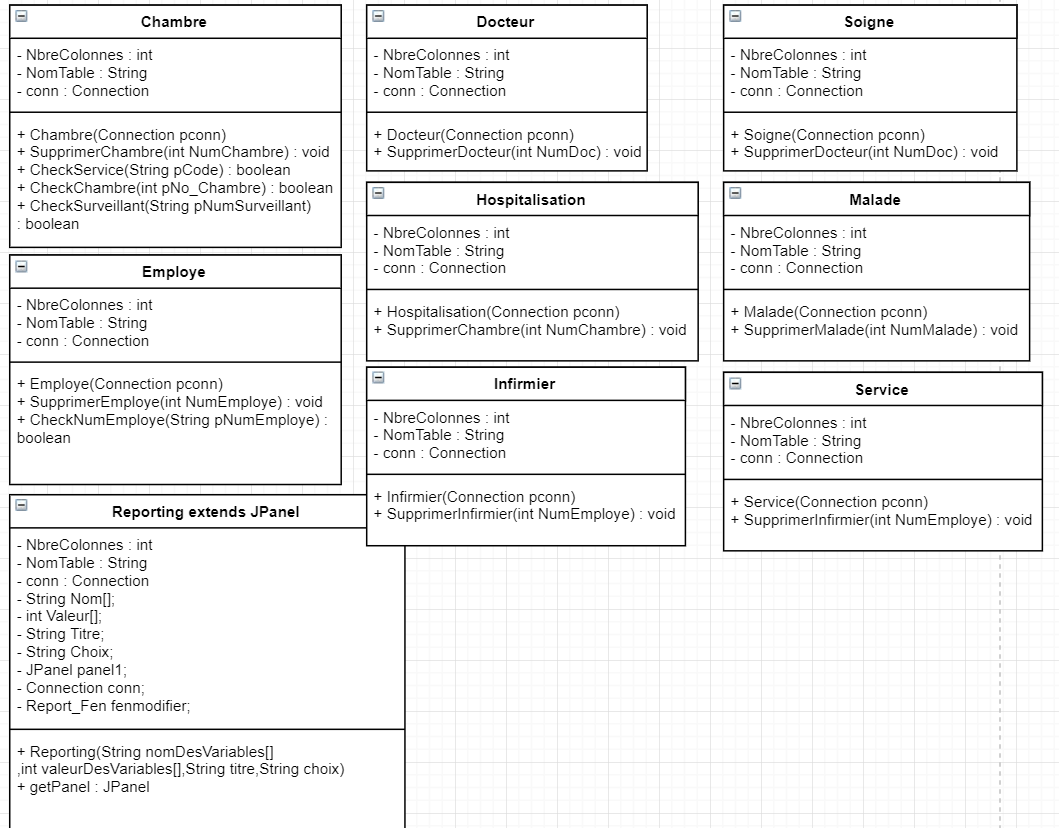 Chambre
- NbreColonnes : int
- NomTable : String
- conn : Connection
+ Chambre(Connection pconn)
+ SupprimerChambre(int NumChambre) : void
+ CheckService(String pCode) : boolean
+ CheckChambre(int pNo_Chambre) : boolean
+ CheckSurveillant(String pNumSurveillant)
: boolean
Employe
- NbreColonnes : int
- NomTable : String
- conn : Connection
+ Employe(Connection pconn)
+ SupprimerEmploye(int NumEmploye) : void
+ CheckNumEmploye(String pNumEmploye) :
boolean
Reporting extends JPanel
- NbreColonnes : int
- NomTable : String
- conn : Connection
- String Nom[];
- int Valeur[];
- String Titre;
- String Choix;
- JPanel panel1;
- Connection conn;
- Report_Fen fenmodifier;
+ Reporting(String nomDesVariables[]
,int valeurDesVariables[],String titre,String choix)
+ getPanel : JPanel
Docteur
- NbreColonnes : int
- NomTable : String
- conn : Connection
+ Docteur(Connection pconn)
+ SupprimerDocteur(int NumDoc) : void
Hospitalisation
- NbreColonnes : int
- NomTable : String
- conn : Connection
+ Hospitalisation(Connection pconn)
+ SupprimerChambre(int NumChambre) : void
Infirmier
- NbreColonnes : int
- NomTable : String
- conn : Connection
+ Infirmier(Connection pconn)
+ SupprimerInfirmier(int NumEmploye) : void
Soigne
- NbreColonnes : int
- NomTable : String
- conn : Connection
+ Soigne(Connection pconn)
+ SupprimerDocteur(int NumDoc) : void
Malade
- NbreColonnes : int
- NomTable : String
- conn : Connection
+ Malade(Connection pconn)
+ SupprimerMalade(int NumMalade) : void
Service
- NbreColonnes : int
- NomTable : String
- conn : Connection
+ Service(Connection pconn)
+ SupprimerInfirmier(int NumEmploye) : void